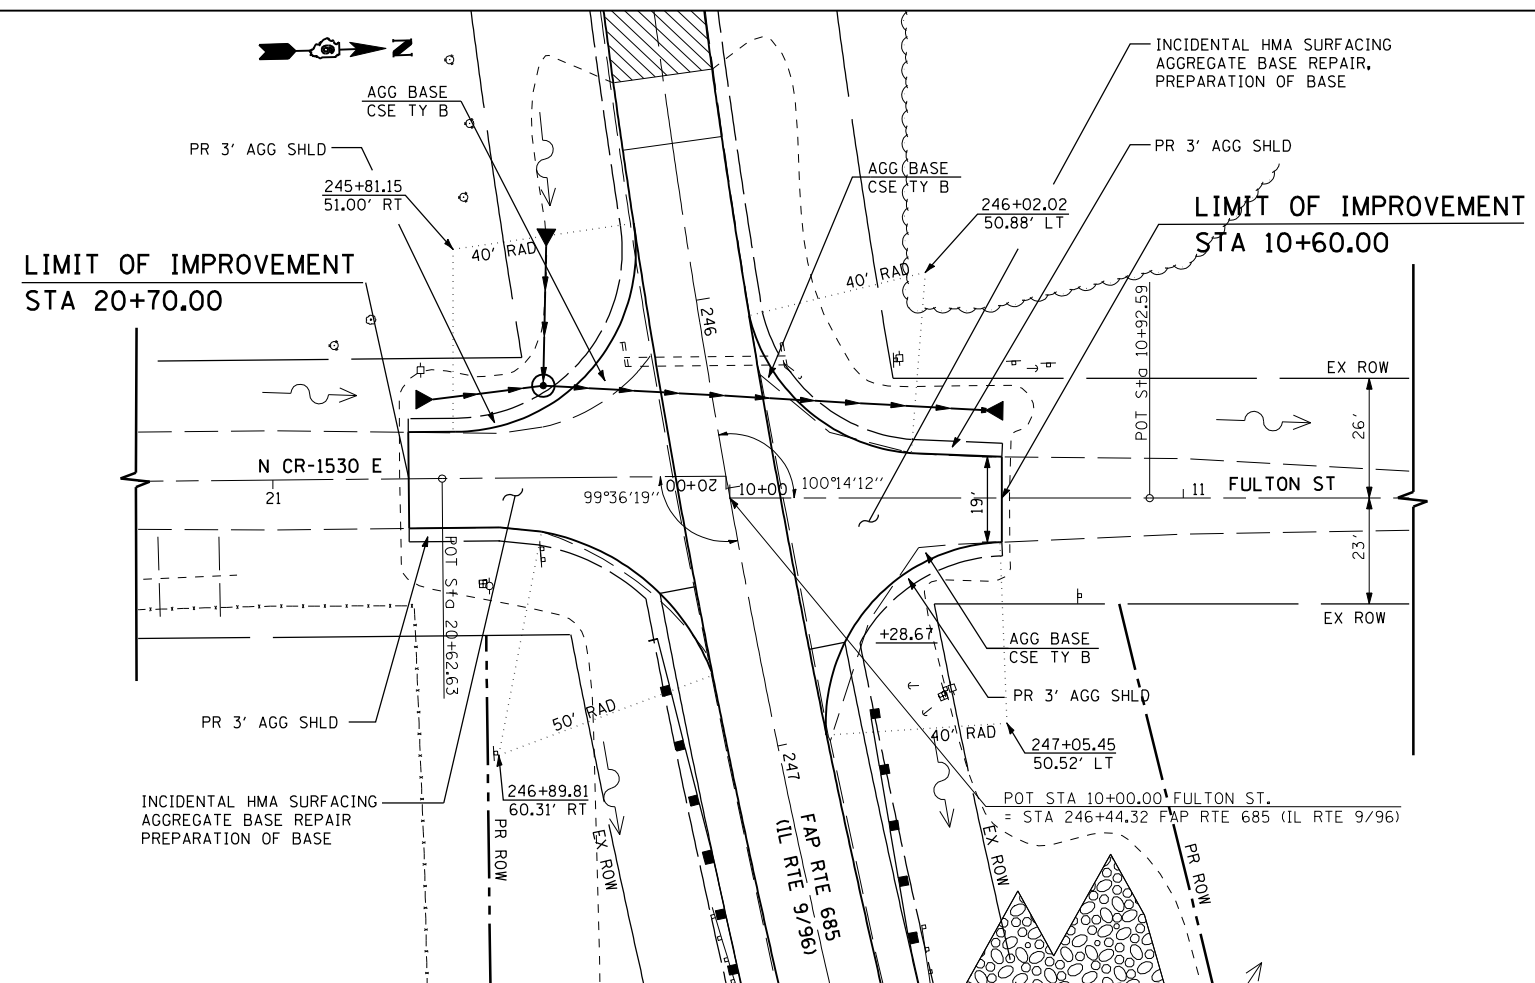 N
INCIDENTAL HMA SURFACING
AGGREGATE BASE REPAIR,
PREPARATION OF BASE
AGG BASE
CSE TY B
PR 3' AGG SHLD
PR 3' AGG SHLD
AGG BASE
CSE TY B
245+81.15
51.00' RT
246+02.02
50.88' LT
LIMIT OF IMPROVEMENT
STA 10+60.00
40' RAD
40' RAD
LIMIT OF IMPROVEMENT
STA 20+70.00
246
POT Sta 10+92.59
EX ROW
26'
N CR-1530 E
21
99°36'19''
20+00
10+00
100°14'12''
19'
11
FULTON ST
23'
EX ROW
POT Sta 20+62.63
+28.67
AGG BASE
CSE TY B
PR 3' AGG SHLD
PR 3' AGG SHLD
50' RAD
40' RAD
247+05.45
50.52' LT
247
246+89.81
60.31' RT
INCIDENTAL HMA SURFACING
AGGREGATE BASE REPAIR
PREPARATION OF BASE
POT STA 10+00.00 FULTON ST.
= STA 246+44.32 FAP RTE 685 (IL RTE 9/96)
PR ROW
EX ROW
FAP RTE 685
(IL RTE 9/96)
EX ROW
PR ROW